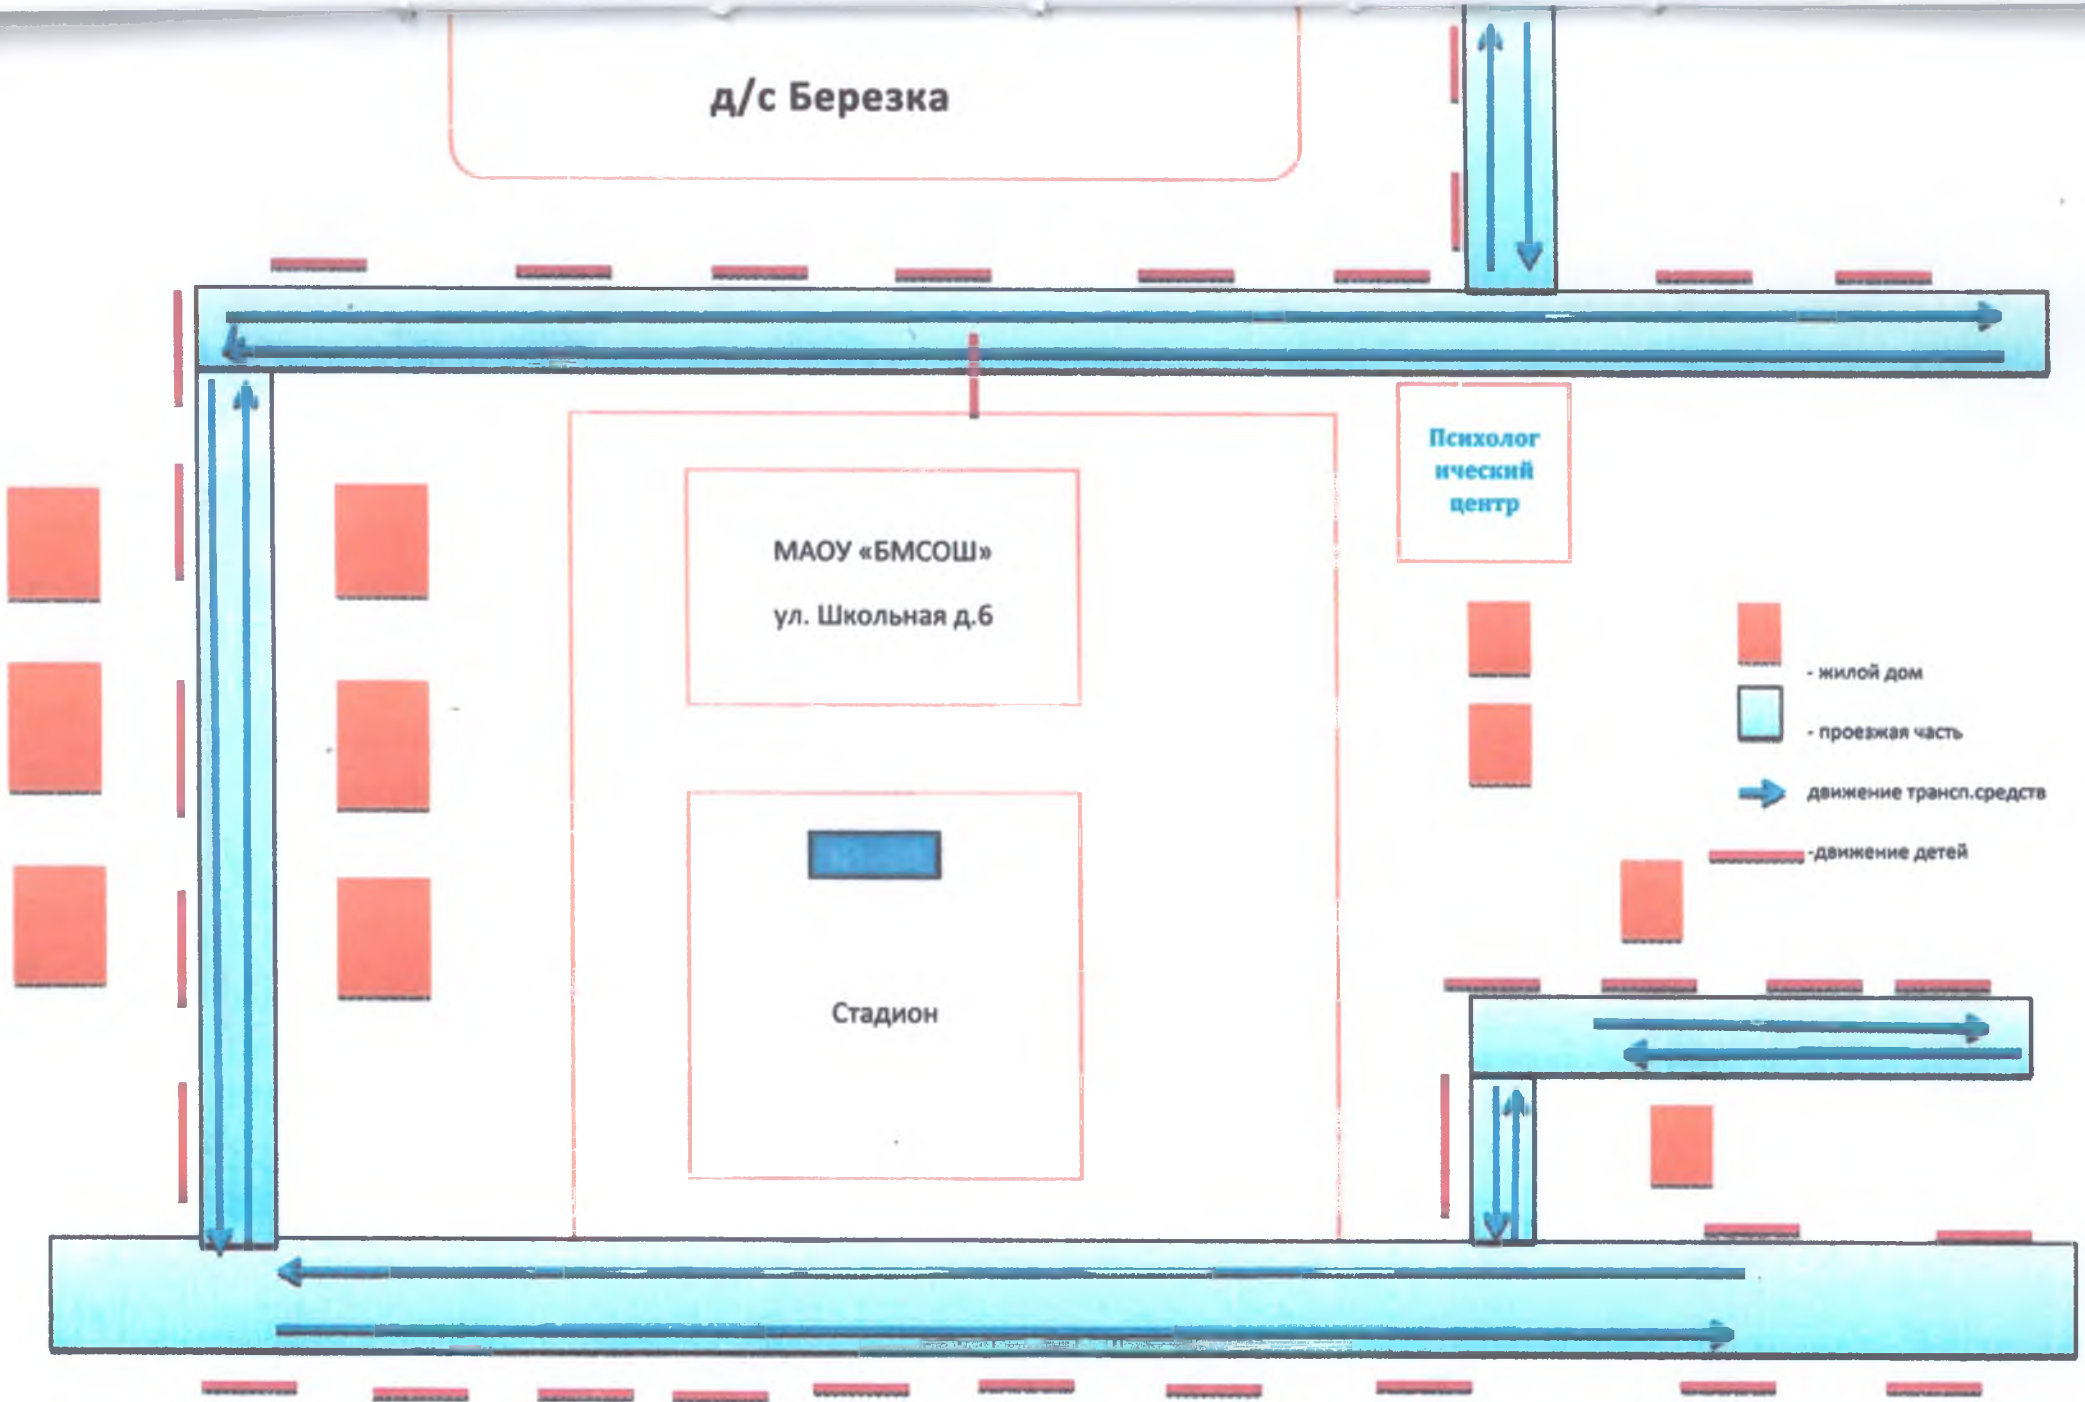 д/с Березка
Психолог
ический
центр
МАОУ «БМСОШ»
ул. Школьная д.6
- жилой дом
- проезжая часть
движение трансп.средств
-движение детей
Стадион